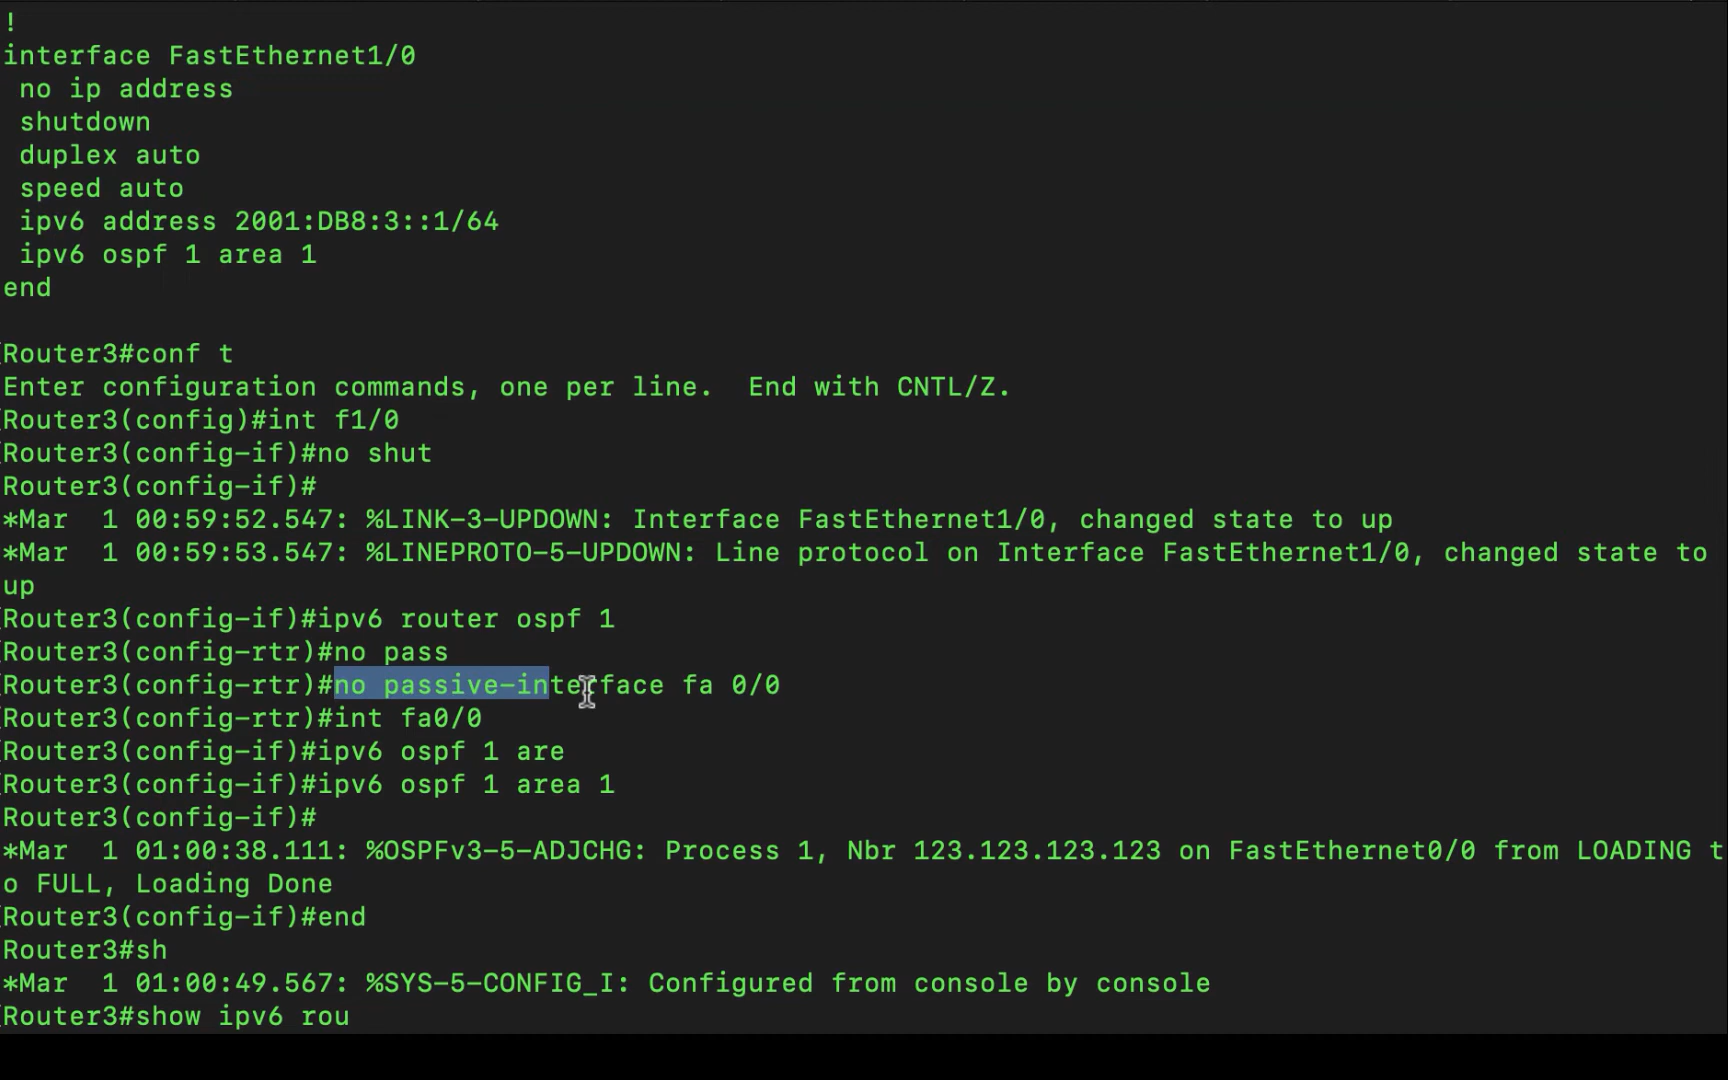 !
interface FastEthernet1/0
 no ip address
 shutdown
 duplex auto
 speed auto
 ipv6 address 2001:DB8:3::1/64
 ipv6 ospf 1 area 1
end
Router3#conf t
Enter configuration commands, one per line.  End with CNTL/Z.
Router3(config)#int f1/0
Router3(config-if)#no shut
Router3(config-if)#
*Mar  1 00:59:52.547: %LINK-3-UPDOWN: Interface FastEthernet1/0, changed state to up
*Mar  1 00:59:53.547: %LINEPROTO-5-UPDOWN: Line protocol on Interface FastEthernet1/0, changed state to
up
Router3(config-if)#ipv6 router ospf 1
Router3(config-rtr)#no pass
Router3(config-rtr)#no passive-interface fa 0/0
Router3(config-rtr)#int fa0/0
Router3(config-if)#ipv6 ospf 1 are
Router3(config-if)#ipv6 ospf 1 area 1
Router3(config-if)#
*Mar  1 01:00:38.111: %OSPFv3-5-ADJCHG: Process 1, Nbr 123.123.123.123 on FastEthernet0/0 from LOADING t
o FULL, Loading Done
Router3(config-if)#end
Router3#sh
*Mar  1 01:00:49.567: %SYS-5-CONFIG_I: Configured from console by console
Router3#show ipv6 rou